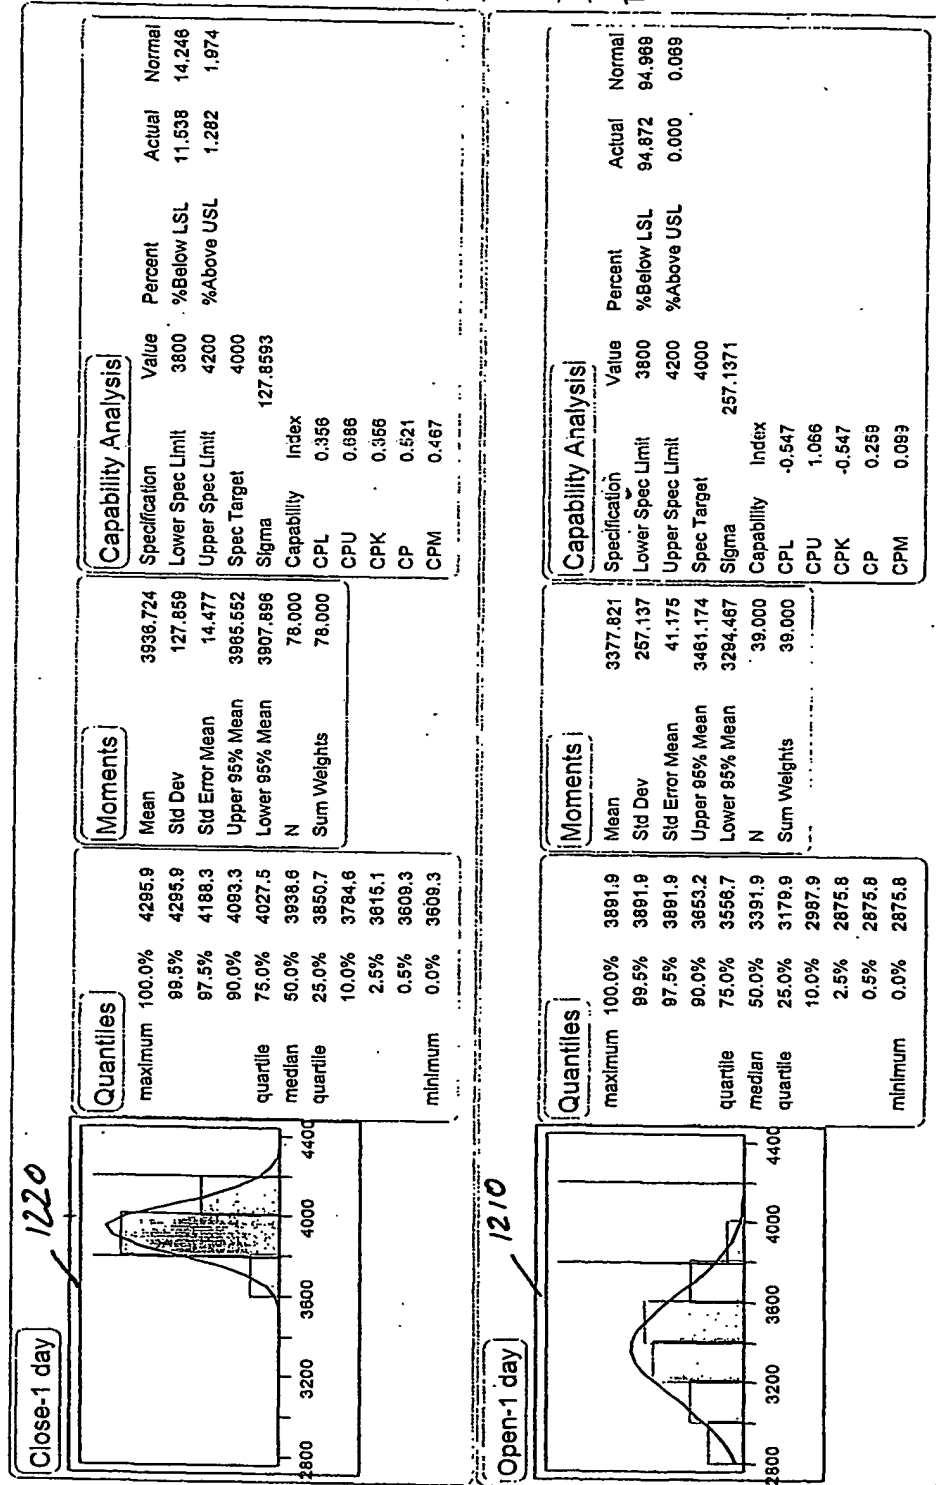 Close-1 day
1220
2800 3200 3600 4000 4400
Quantiles
maximum 100.0% 4295.9
99.5% 4295.9
97.5% 4188.3
90.0% 4093.3
quartile 75.0% 4027.5
median 50.0% 3938.6
quartile 25.0% 3850.7
10.0% 3784.6
2.5% 3615.1
0.5% 3609.3
minimum 0.0% 3609.3
Moments
Mean 3936.724
Std Dev 127.859
Std Error Mean 14.477
Upper 95% Mean 3965.552
Lower 95% Mean 3907.896
N 78.000
Sum Weights 78.000
Capability Analysis
Specification Value Percent Actual Normal
Lower Spec Limit 3800 %Below LSL 11.538 14.246
Upper Spec Limit 4200 %Above USL 1.282 1.974
Spec Target 4000
Sigma 127.8593
Capability Index
CPL 0.356
CPU 0.686
CPK 0.356
CP 0.521
CPM 0.467
Open-1 day
1210
2800 3200 3600 4000 4400
Quantiles
maximum 100.0% 3891.9
99.5% 3891.9
97.5% 3891.9
90.0% 3653.2
quartile 75.0% 3556.7
median 50.0% 3391.9
quartile 25.0% 3179.9
10.0% 2987.9
2.5% 2875.8
0.5% 2875.8
minimum 0.0% 2875.8
Moments
Mean 3377.821
Std Dev 257.137
Std Error Mean 41.175
Upper 95% Mean 3461.174
Lower 95% Mean 3294.467
N 39.000
Sum Weights 39.000
Capability Analysis
Specification Value Percent Actual Normal
Lower Spec Limit 3800 %Below LSL 94.872 94.969
Upper Spec Limit 4200 %Above USL 0.000 0.069
Spec Target 4000
Sigma 257.1371
Capability Index
CPL -0.547
CPU 1.066
CPK -0.547
CP 0.259
CPM 0.099